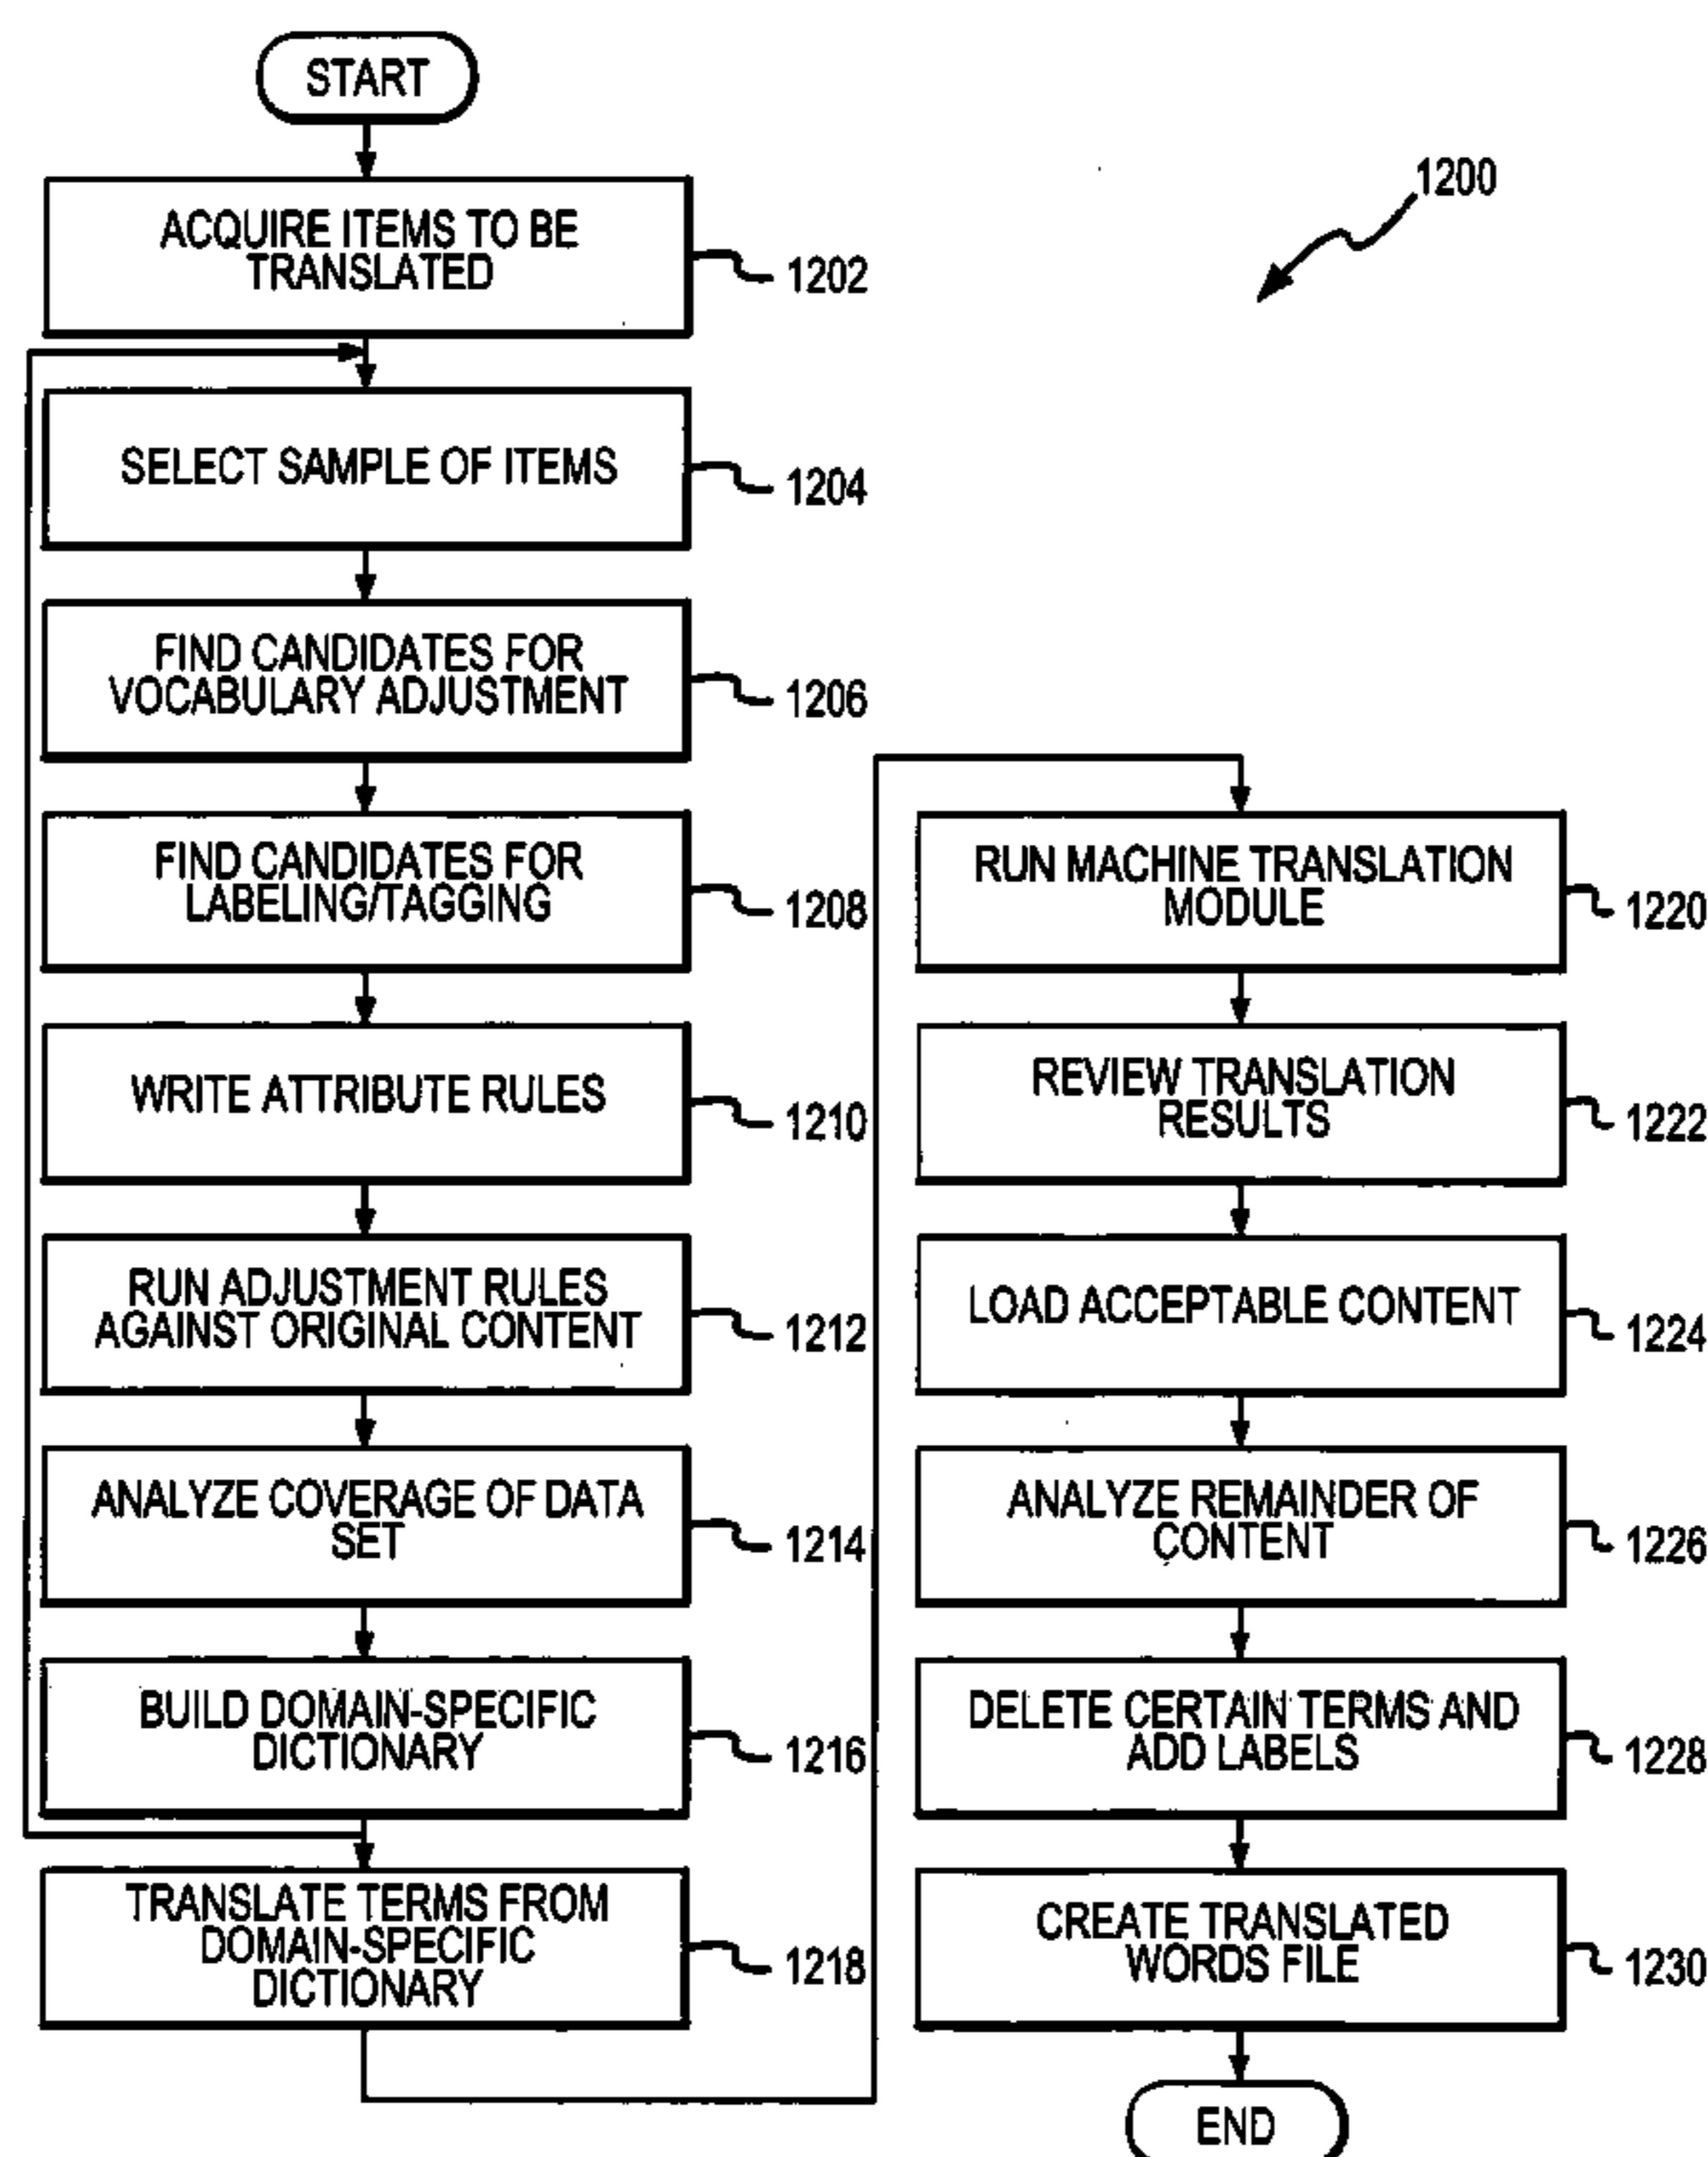 START
1200
ACQUIRE ITEMS TO BE
TRANSLATED
1202
SELECT SAMPLE OF ITEMS
1204
FIND CANDIDATES FOR
VOCABULARY ADJUSTMENT
1206
FIND CANDIDATES FOR
LABELING/TAGGING
1208
WRITE ATTRIBUTE RULES
1210
RUN ADJUSTMENT RULES
AGAINST ORIGINAL CONTENT
1212
ANALYZE COVERAGE OF DATA
SET
1214
BUILD DOMAIN-SPECIFIC
DICTIONARY
1216
TRANSLATE TERMS FROM
DOMAIN-SPECIFIC
DICTIONARY
1218
RUN MACHINE TRANSLATION
MODULE
1220
REVIEW TRANSLATION
RESULTS
1222
LOAD ACCEPTABLE CONTENT
1224
ANALYZE REMAINDER OF
CONTENT
1226
DELETE CERTAIN TERMS AND
ADD LABELS
1228
CREATE TRANSLATED
WORDS FILE
1230
END